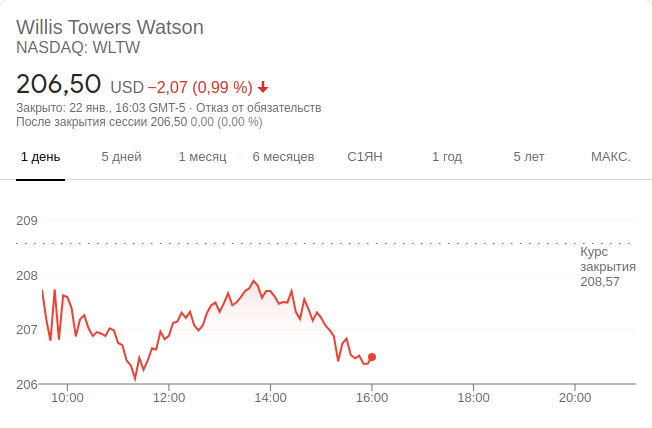 Willis Towers Watson
NASDAQ: WLTW
206,50 USD −2,07 (0,99 %)
Закрыто: 22 янв., 16:03 GMT-5 · Отказ от обязательств
После закрытия сессии 206,50 0,00 (0,00 %)
1 день 5 дней 1 месяц 6 месяцев С1ЯН 1 год 5 лет МАКС.
209
Курс
закрытия
208,57
208
207
206
10:00 12:00 14:00 16:00 18:00 20:00